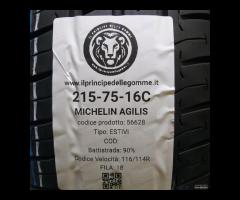 www.ilprincipedellegomme.it
215-75-16C
MICHELIN AGILIS
codice prodotto: 56628
Tipo: ESTIVI
COD:
Battistrada: 90%
Codice Velocità: 116/114R
FILA: 18